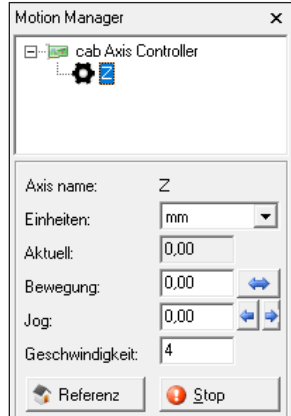 Motion Manager
cab Axis Controller
Z
Axis name: Z
Einheiten: mm
Aktuell: 0,00
Bewegung: 0,00
Jog: 0,00
Geschwindigkeit: 4
Referenz Stop